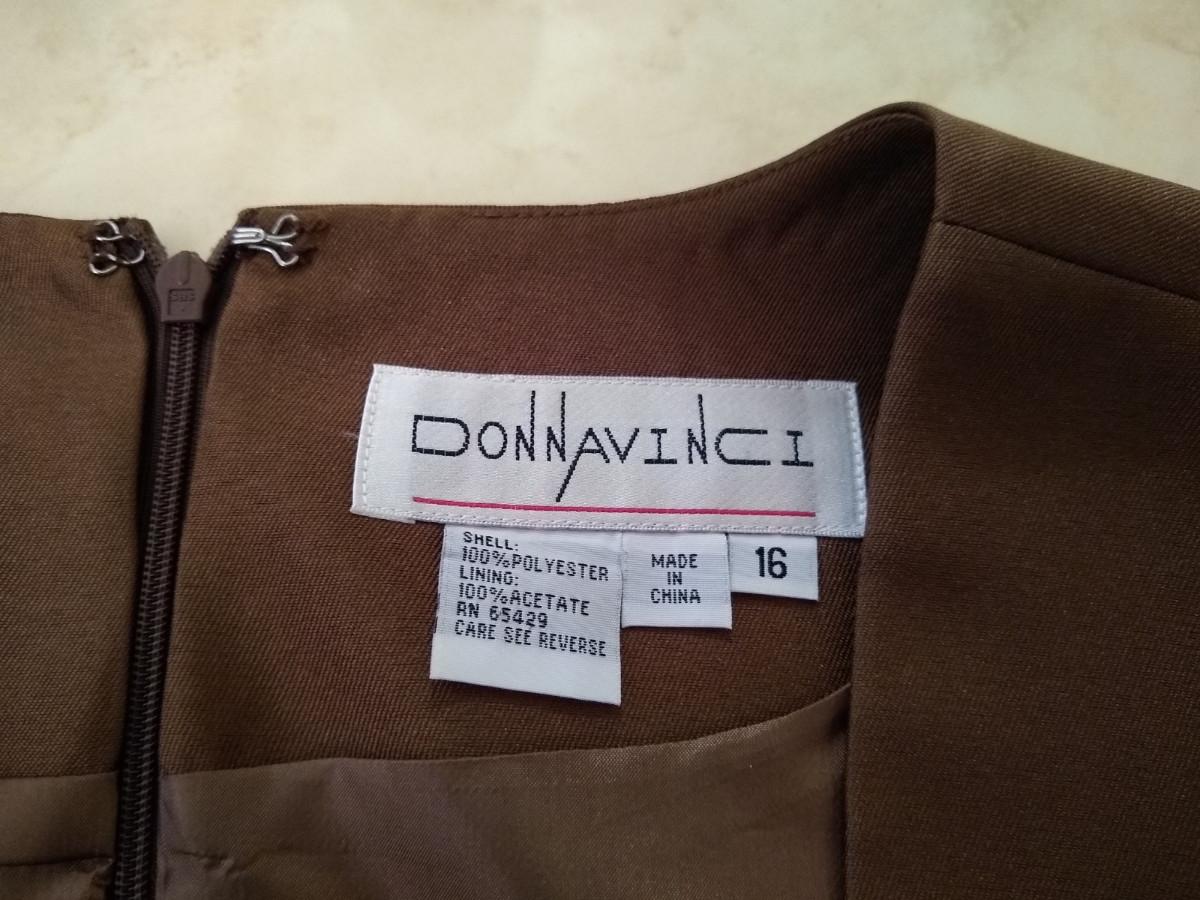 DONNAVINCI
SHELL:
100%POLYESTER
LINING:
100%ACETATE
RN 65429
CARE SEE REVERSE
MADE
IN
CHINA
16